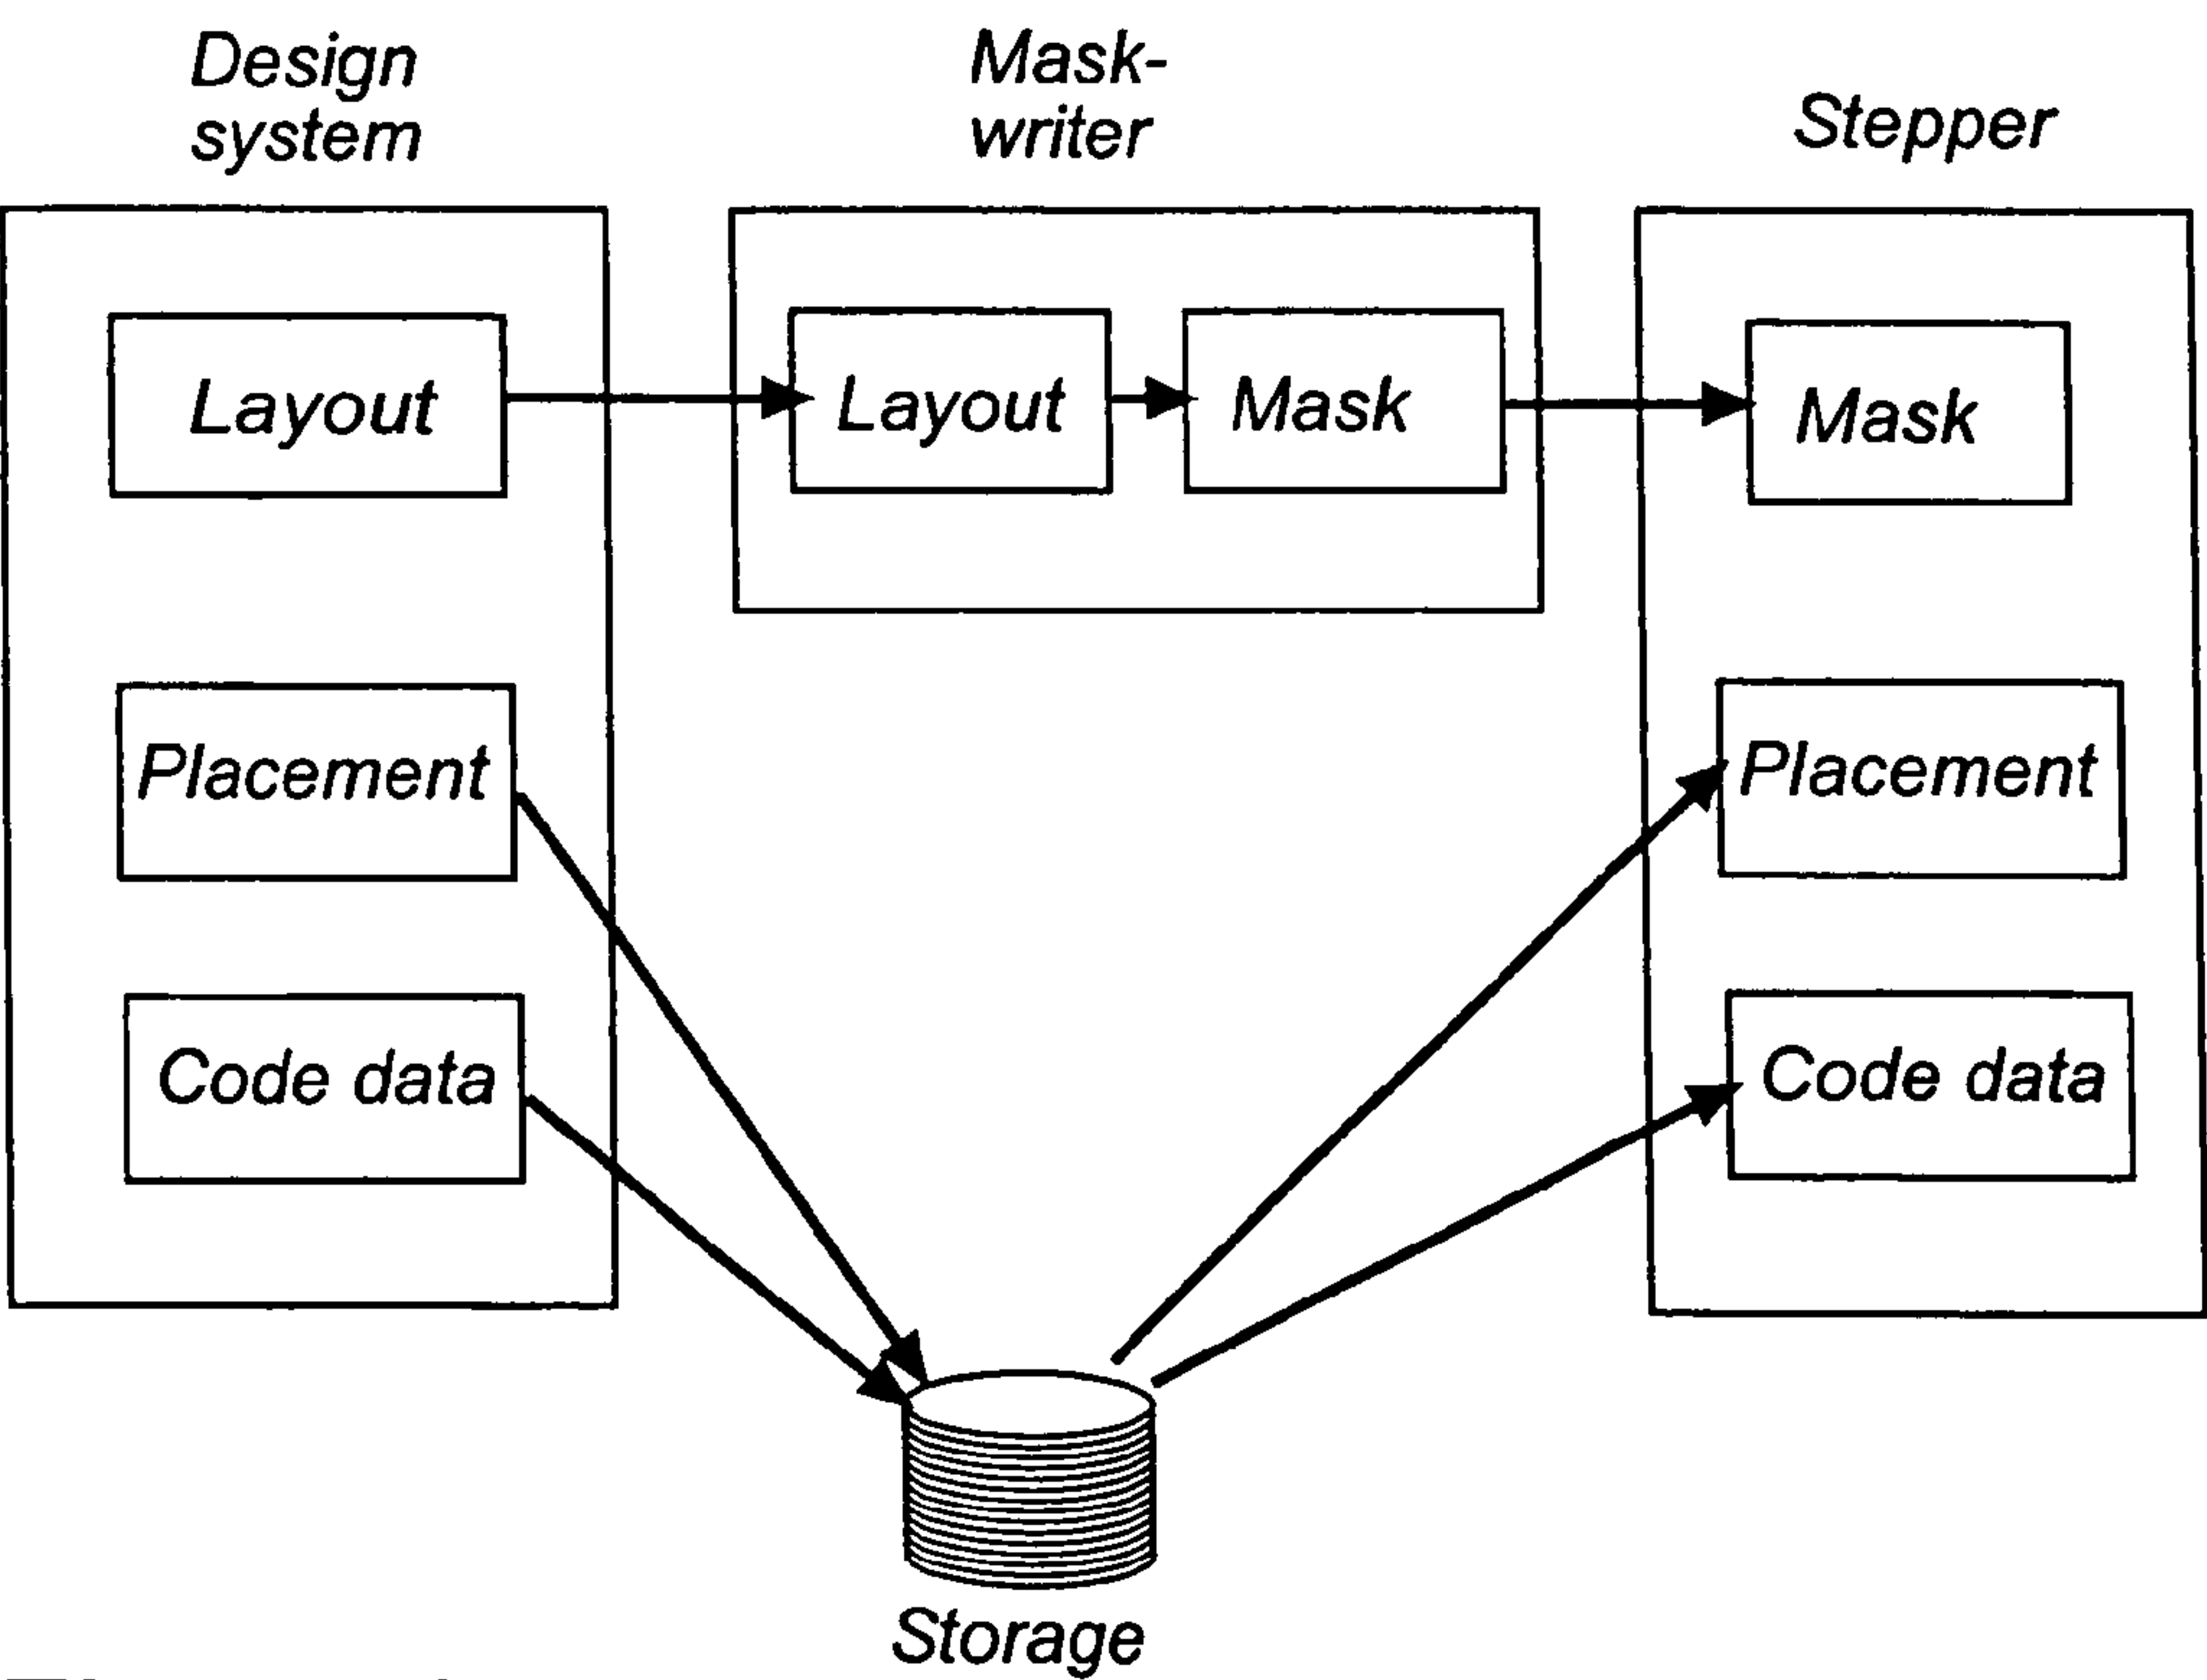 Design
system
Mask-
writer
Stepper
Layout
Layout
Mask
Mask
Placement
Placement
Code data
Code data
Storage